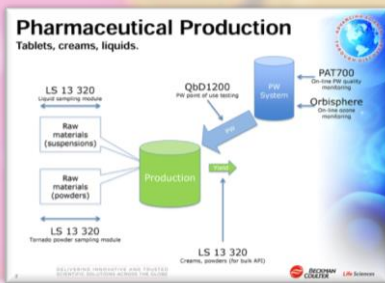 Pharmaceutical Production
Tablets, creams, liquids.
LS 13 320
Liquid sampling module
QbD1200
PW point of use testing
PW
System
PAT700
On-line PW quality
monitoring
Orbisphere
On-line ozone
monitoring
Raw
materials
(suspensions)
PW
Production
Yield
Raw
materials
(powders)
LS 13 320
Tornado powder sampling module
LS 13 320
Creams, powders (for bulk API)
DELIVERING INNOVATIVE AND TRUSTED
SCIENTIFIC SOLUTIONS ACROSS THE GLOBE
BECKMAN
COULTER
Life Sciences